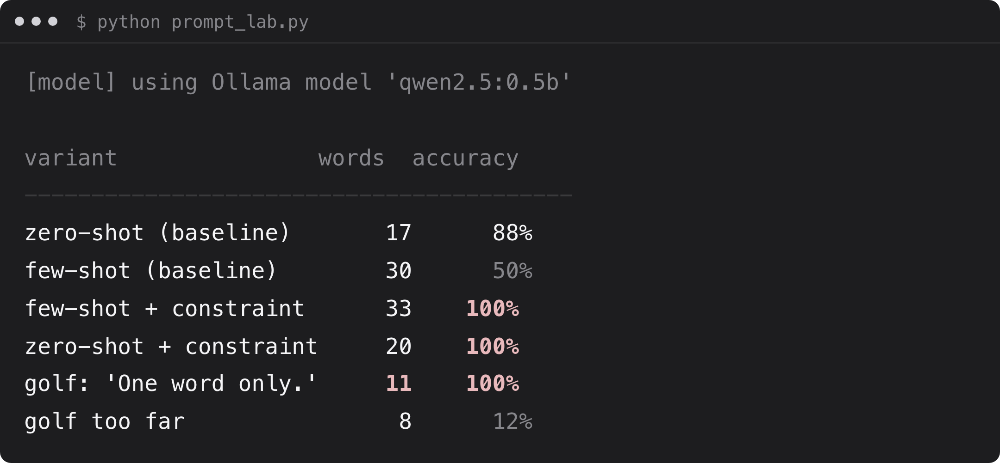 $ python prompt_lab.py
[model] using Ollama model 'qwen2.5:0.5b'
variant words accuracy
-----------------------------------------
zero-shot (baseline) 17 88%
few-shot (baseline) 30 50%
few-shot + constraint 33 100%
zero-shot + constraint 20 100%
golf: 'One word only.' 11 100%
golf too far 8 12%